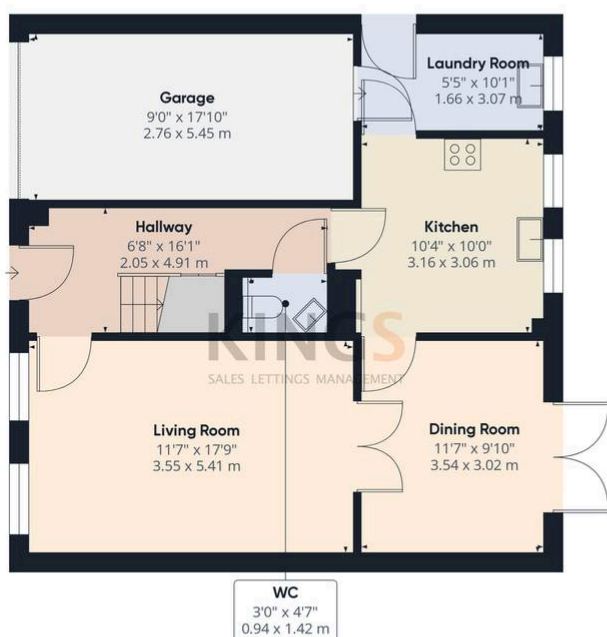 Garage
9'0" x 17'10"
2.76 x 5.45 m
Laundry Room
5'5" x 10'1"
1.66 x 3.07 m
Hallway
6'8" x 16'1"
2.05 x 4.91 m
Kitchen
10'4" x 10'0"
3.16 x 3.06 m
KINGS
SALES LETTINGS MANAGEMENT
Living Room
11'7" x 17'9"
3.55 x 5.41 m
Dining Room
11'7" x 9'10"
3.54 x 3.02 m
WC
3'0" x 4'7"
0.94 x 1.42 m